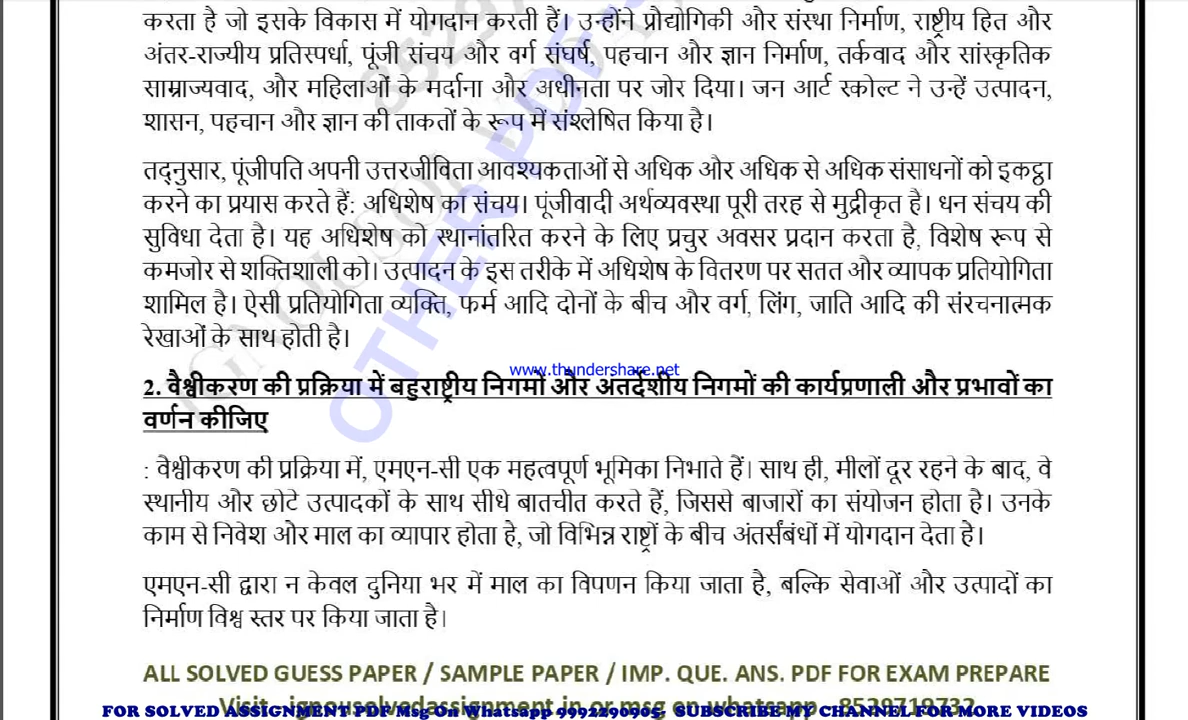 करता है जो इसके विकास में योगदान करती हैं। उन्होंने प्रौद्योगिकी और संस्था निर्माण, राष्ट्रीय हित और
अंतर-राज्यीय प्रतिस्पर्धा, पूंजी संचय और वर्ग संघर्ष, पहचान और ज्ञान निर्माण, तर्कवाद और सांस्कृतिक
साम्राज्यवाद, और महिलाओं के मर्दाना और अधीनता पर जोर दिया। जन आर्ट स्कोल्ट ने उन्हें उत्पादन,
शासन, पहचान और ज्ञान की ताकतों के रूप में संश्लेषित किया है।
तद्नुसार, पूंजीपति अपनी उत्तरजीविता आवश्यकताओं से अधिक और अधिक से अधिक संसाधनों को इकट्ठा
करने का प्रयास करते हैं: अधिशेष का संचय। पूंजीवादी अर्थव्यवस्था पूरी तरह से मुद्रीकृत है। धन संचय की
सुविधा देता है। यह अधिशेष को स्थानांतरित करने के लिए प्रचुर अवसर प्रदान करता है, विशेष रूप से
कमजोर से शक्तिशाली को। उत्पादन के इस तरीके में अधिशेष के वितरण पर सतत और व्यापक प्रतियोगिता
शामिल है। ऐसी प्रतियोगिता व्यक्ति, फर्म आदि दोनों के बीच और वर्ग, लिंग, जाति आदि की संरचनात्मक
रेखाओं के साथ होती है।
www.thundershare.net
2. वैश्वीकरण की प्रक्रिया में बहुराष्ट्रीय निगमों और अंतर्देशीय निगमों की कार्यप्रणाली और प्रभावों का
वर्णन कीजिए
: वैश्वीकरण की प्रक्रिया में, एमएन-सी एक महत्वपूर्ण भूमिका निभाते हैं। साथ ही, मीलों दूर रहने के बाद, वे
स्थानीय और छोटे उत्पादकों के साथ सीधे बातचीत करते हैं, जिससे बाजारों का संयोजन होता है। उनके
काम से निवेश और माल का व्यापार होता है, जो विभिन्न राष्ट्रों के बीच अंतर्संबंधों में योगदान देता है।
एमएन-सी द्वारा न केवल दुनिया भर में माल का विपणन किया जाता है, बल्कि सेवाओं और उत्पादों का
निर्माण विश्व स्तर पर किया जाता है।
ALL SOLVED GUESS PAPER / SAMPLE PAPER / IMP. QUE. ANS. PDF FOR EXAM PREPARE
FOR SOLVED ASSIGNMENT PDF Msg On Whatsapp 9992290905 SUBSCRIBE MY CHANNEL FOR MORE VIDEOS